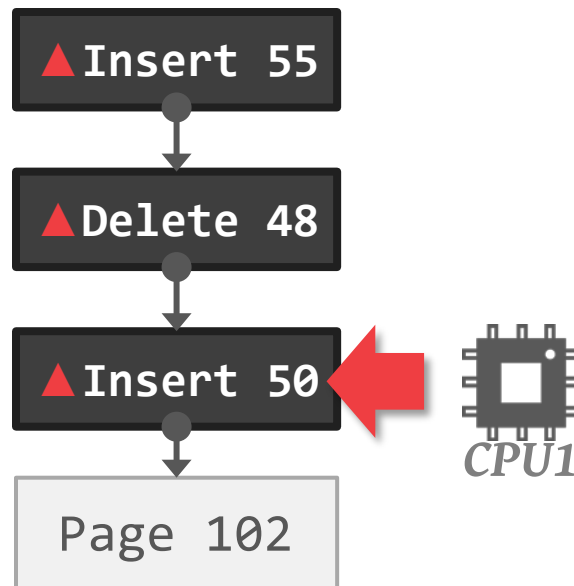 ▲Insert 55
▲Delete 48
▲Insert 50
CPU1
Page 102